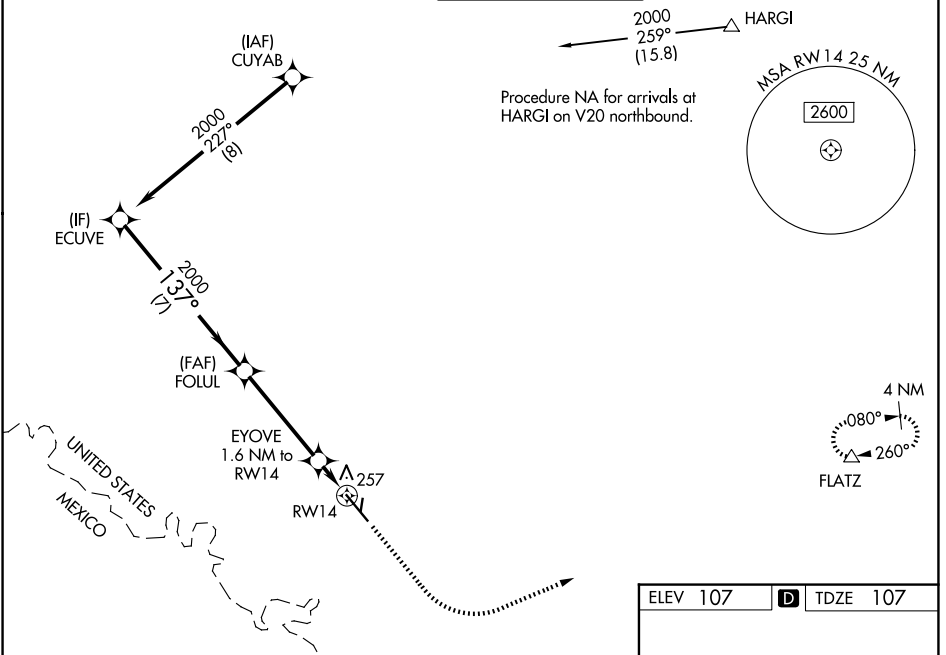 (IAF)
CUYAB
2000
227°
(8)
2000
259°
(15.8)
HARGI
Procedure NA for arrivals at
HARGI on V20 northbound.
MSA RW 14 25 NM
2600
(IF)
ECUVE
2000
137°
(7)
(FAF)
FOLUL
EYOVE
1.6 NM to
RW14
257
RW14
4 NM
080°
260°
FLATZ
UNITED STATES
MEXICO
ELEV 107
D
TDZE 107